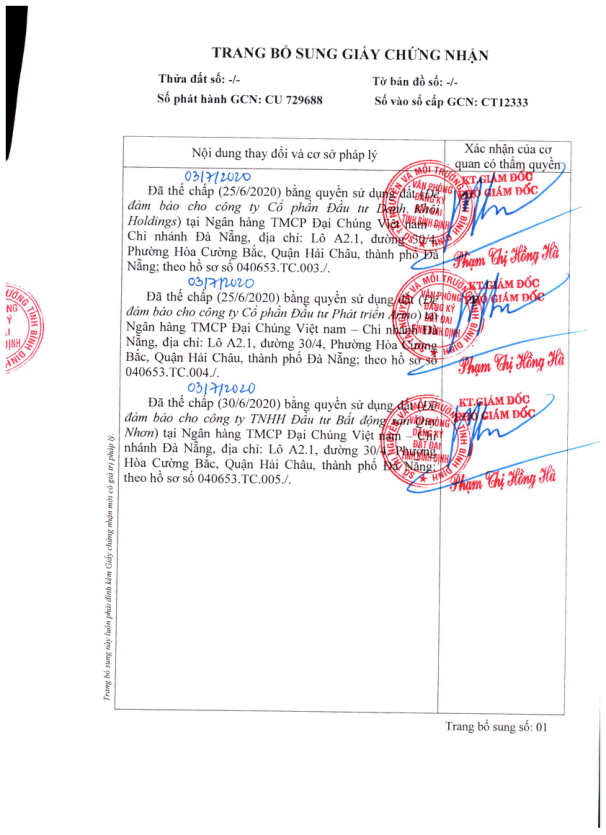 TRANG BỔ SUNG GIẤY CHỨNG NHẬN
Thửa đất số: -/-
Tờ bản đồ số: -/-
Số phát hành GCN: CU 729688
Số vào sổ cấp GCN: CT12333
Nội dung thay đổi và cơ sở pháp lý
Xác nhận của cơ
quan có thẩm quyền
03/7/2020
Đã thế chấp (25/6/2020) bằng quyền sử dụng đất (Để
đảm bảo cho công ty Cổ phần Đầu tư Danh Khôi
Holdings) tại Ngân hàng TMCP Đại Chúng Việt nam –
Chi nhánh Đà Nẵng, địa chỉ: Lô A2.1, đường 30/4,
Phường Hòa Cường Bắc, Quận Hải Châu, thành phố Đà
Nẵng; theo hồ sơ số 040653.TC.003./.
KT.GIÁM ĐỐC
PHÓ GIÁM ĐỐC
Phạm Thị Hồng Hà
03/7/2020
Đã thế chấp (25/6/2020) bằng quyền sử dụng đất (Để
đảm bảo cho công ty Cổ phần Đầu tư Phát triển Arino) tại
Ngân hàng TMCP Đại Chúng Việt nam – Chi nhánh Đà
Nẵng, địa chỉ: Lô A2.1, đường 30/4, Phường Hòa Cường
Bắc, Quận Hải Châu, thành phố Đà Nẵng; theo hồ sơ số
040653.TC.004./.
KT.GIÁM ĐỐC
PHÓ GIÁM ĐỐC
Phạm Thị Hồng Hà
03/7/2020
Đã thế chấp (30/6/2020) bằng quyền sử dụng đất (Để
đảm bảo cho công ty TNHH Đầu tư Bất động sản Quy
Nhơn) tại Ngân hàng TMCP Đại Chúng Việt nam – Chi
nhánh Đà Nẵng, địa chỉ: Lô A2.1, đường 30/4, Phường
Hòa Cường Bắc, Quận Hải Châu, thành phố Đà Nẵng;
theo hồ sơ số 040653.TC.005./.
KT.GIÁM ĐỐC
PHÓ GIÁM ĐỐC
Phạm Thị Hồng Hà
VĂN PHÒNG
ĐĂNG KÝ
ĐẤT ĐAI
TỈNH BÌNH ĐỊNH
Trang bổ sung này luôn phải đính kèm Giấy chứng nhận mới có giá trị pháp lý.
Trang bổ sung số: 01